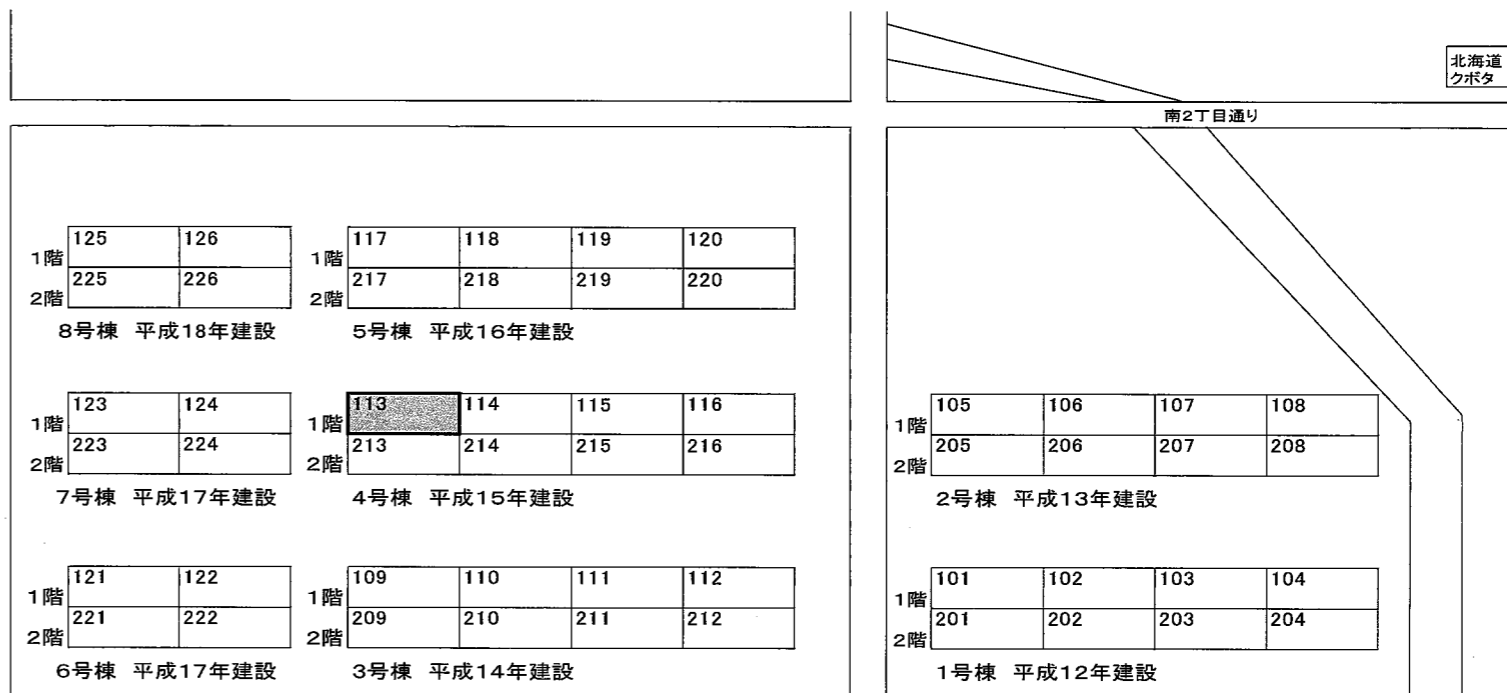 北海道
クボタ
南2丁目通り
125 126
1階
225 226
2階
8号棟 平成18年建設
117 118 119 120
1階
217 218 219 220
2階
5号棟 平成16年建設
123 124
1階
223 224
2階
7号棟 平成17年建設
113 114 115 116
1階
213 214 215 216
2階
4号棟 平成15年建設
105 106 107 108
1階
205 206 207 208
2階
2号棟 平成13年建設
121 122
1階
221 222
2階
6号棟 平成17年建設
109 110 111 112
1階
209 210 211 212
2階
3号棟 平成14年建設
101 102 103 104
1階
201 202 203 204
2階
1号棟 平成12年建設